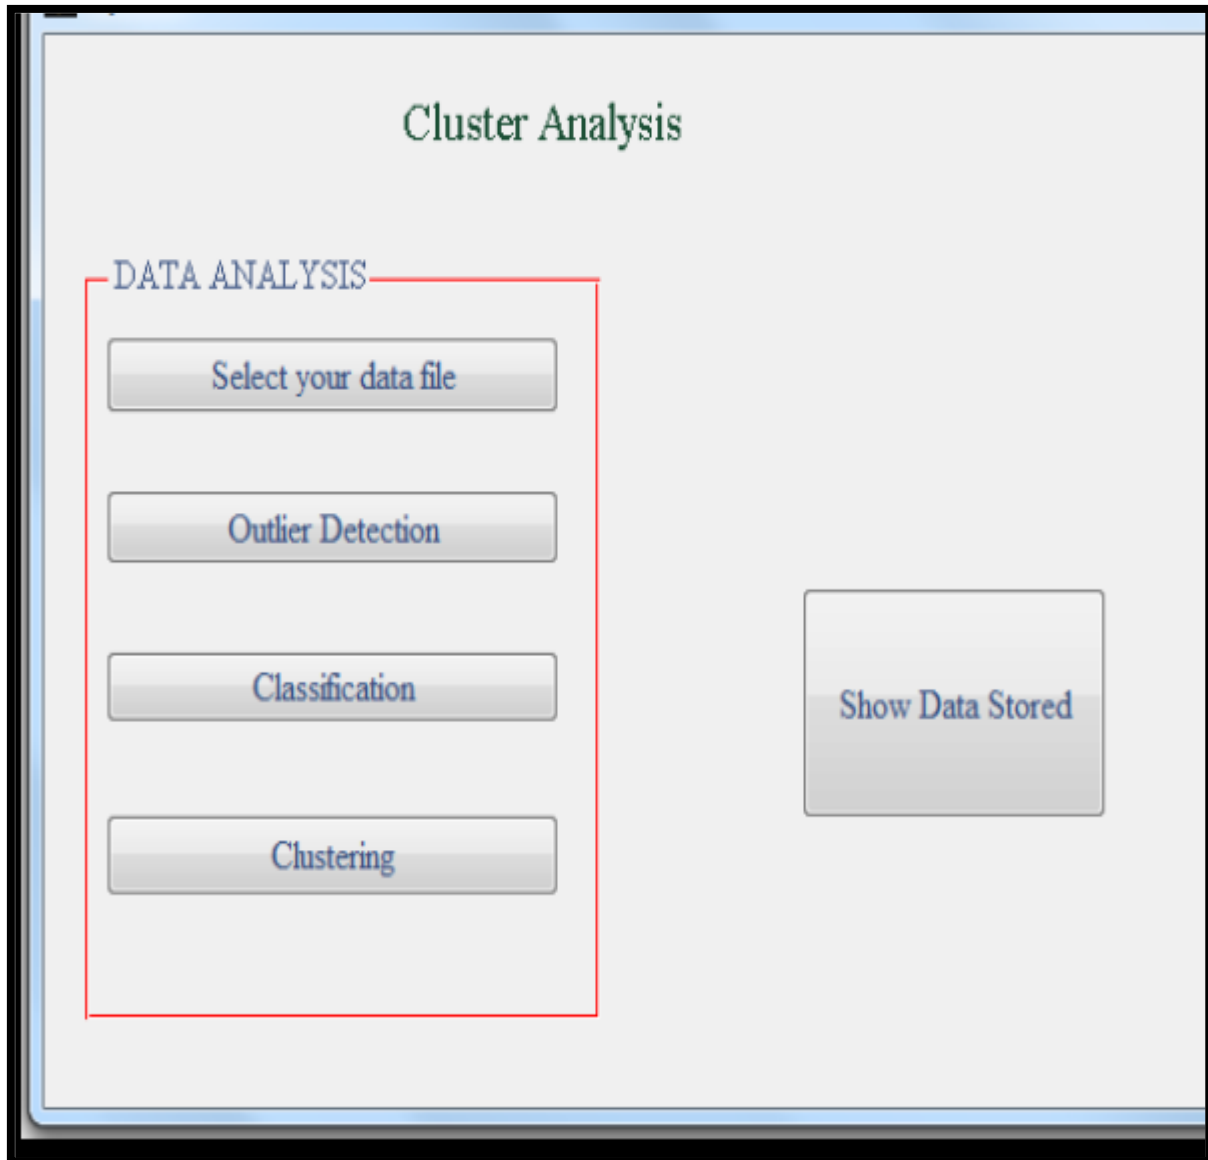 Cluster Analysis
DATA ANALYSIS
Select your data file
Outlier Detection
Classification
Show Data Stored
Clustering